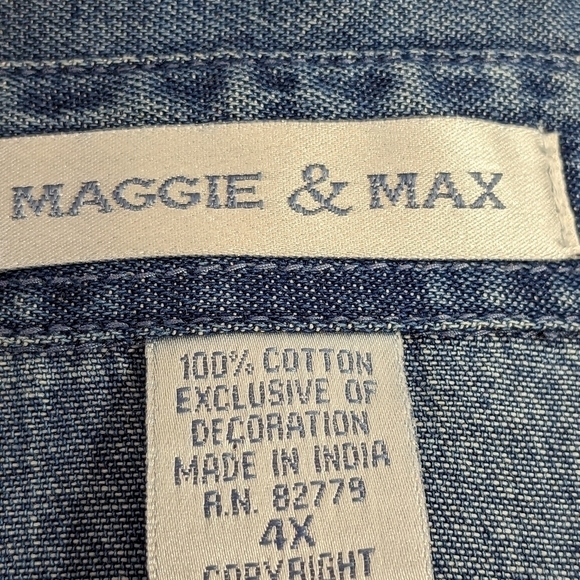 MAGGIE & MAX
100% COTTON
EXCLUSIVE OF
DECORATION
MADE IN INDIA
R.N. 82779
4X
COPYRIGHT